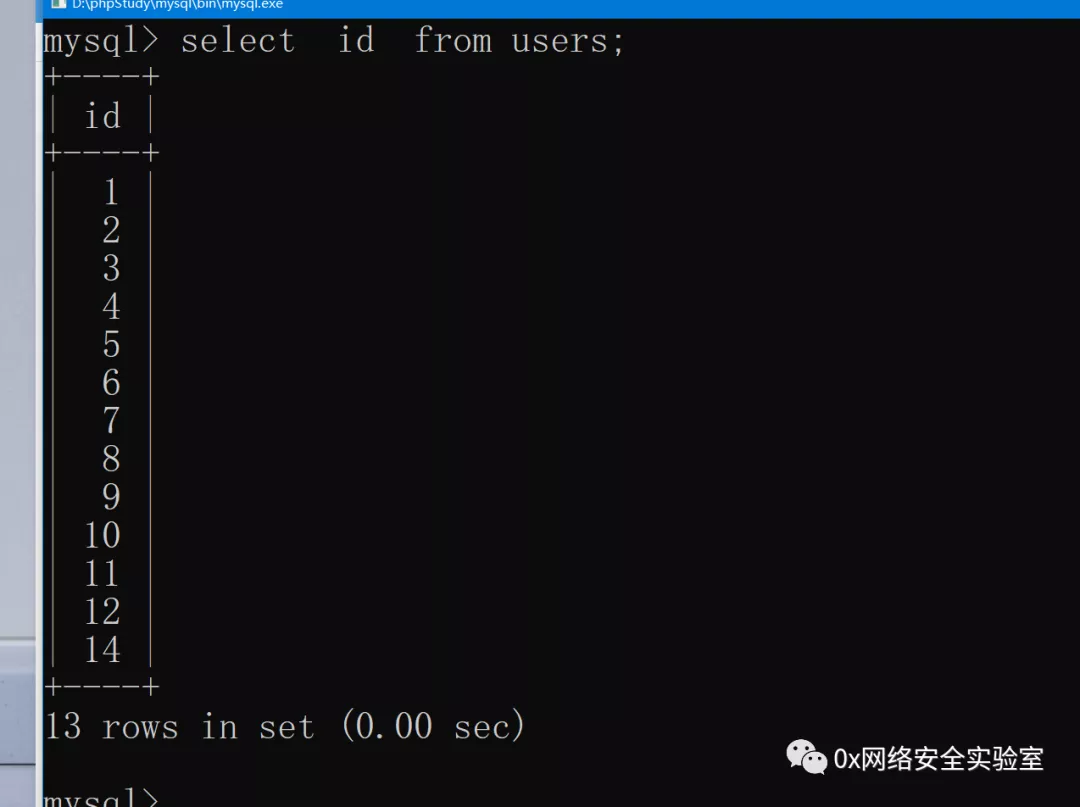 D:\phpStudy\mysql\bin\mysql.exe
mysql> select  id  from users;
+----+
| id |
+----+
|  1 |
|  2 |
|  3 |
|  4 |
|  5 |
|  6 |
|  7 |
|  8 |
|  9 |
| 10 |
| 11 |
| 12 |
| 14 |
+----+
13 rows in set (0.00 sec)
0x网络安全实验室
mysql>